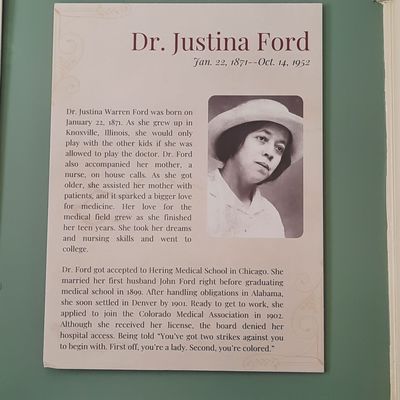 Dr. Justina Ford
Jan. 22, 1871--Oct. 14, 1952
Dr. Justina Warren Ford was born on
January 22, 1871. As she grew up in
Knoxville, Illinois, she would only
play with the other kids if she was
allowed to play the doctor. Dr. Ford
also accompanied her mother, a
nurse, on house calls. As she got
older, she assisted her mother with
patients, and it sparked a bigger love
for medicine. Her love for the
medical field grew as she finished
her teen years. She took her dreams
and nursing skills and went to
college.
Dr. Ford got accepted to Hering Medical School in Chicago. She
married her first husband John Ford right before graduating
medical school in 1899. After handling obligations in Alabama,
she soon settled in Denver by 1901. Ready to get to work, she
applied to join the Colorado Medical Association in 1902.
Although she received her license, the board denied her
hospital access. Being told “You’ve got two strikes against you
to begin with. First off, you’re a lady. Second, you’re colored.”